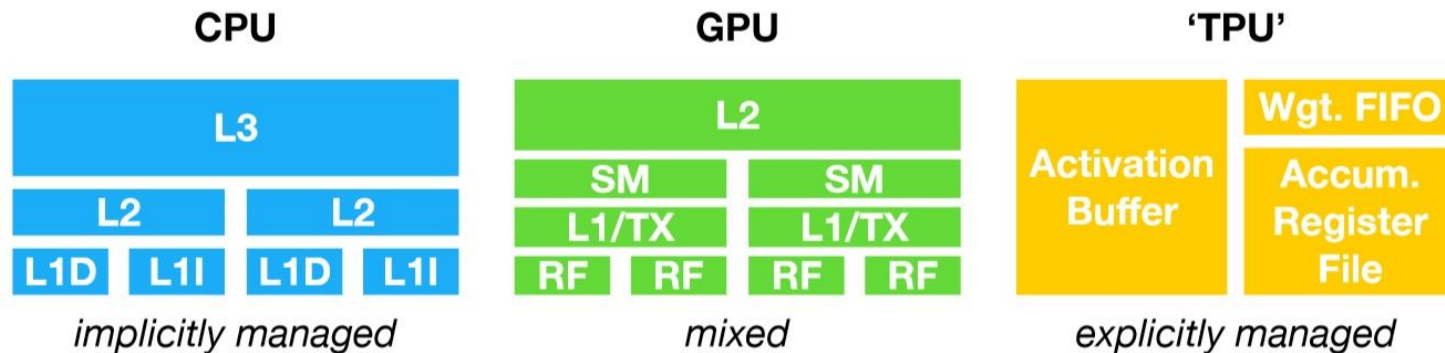 CPU
GPU
‘TPU’
L3
L2 L2
L1D L1I L1D L1I
implicitly managed
L2
SM SM
L1/TX L1/TX
RF RF RF RF
mixed
Activation
Buffer
Wgt. FIFO
Accum.
Register
File
explicitly managed